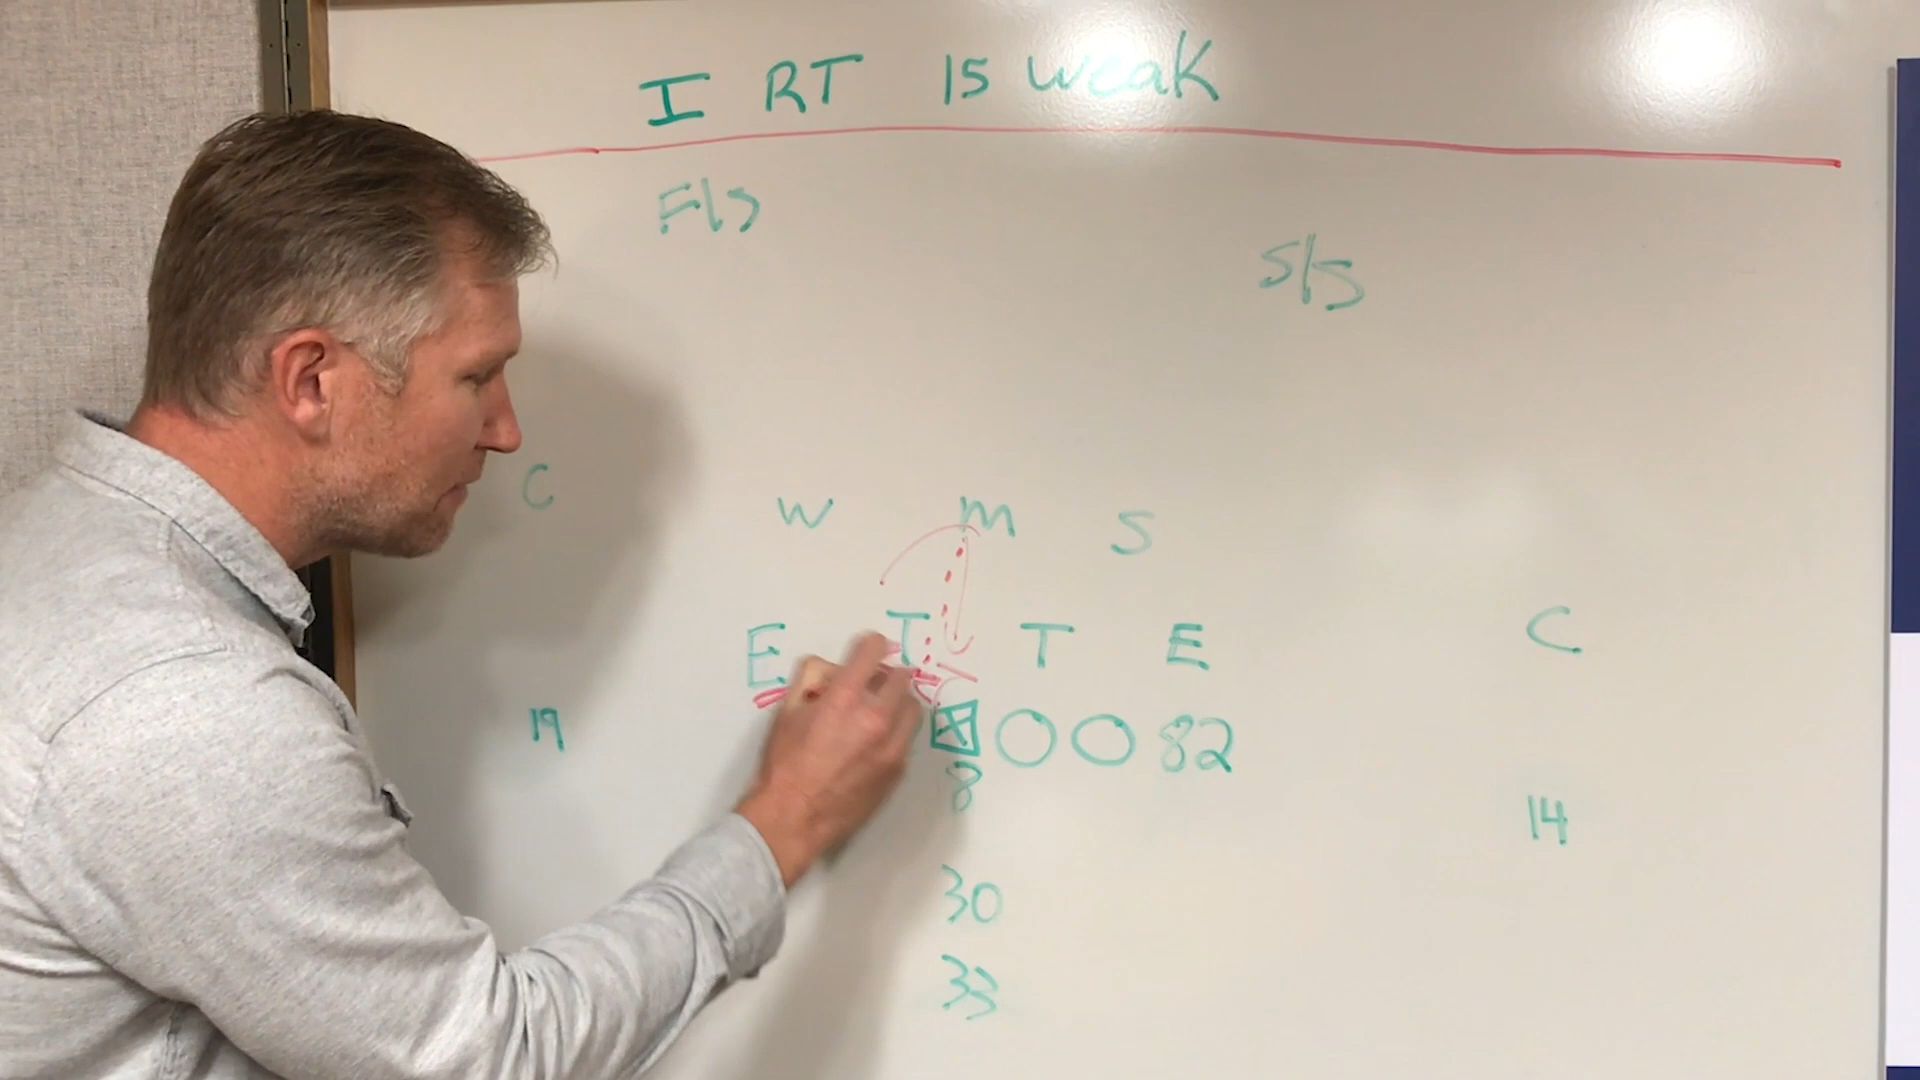 I RT 15 weak
F/S
S/S
C
W M S
E T T E C
19 X 82
8 14
30
33